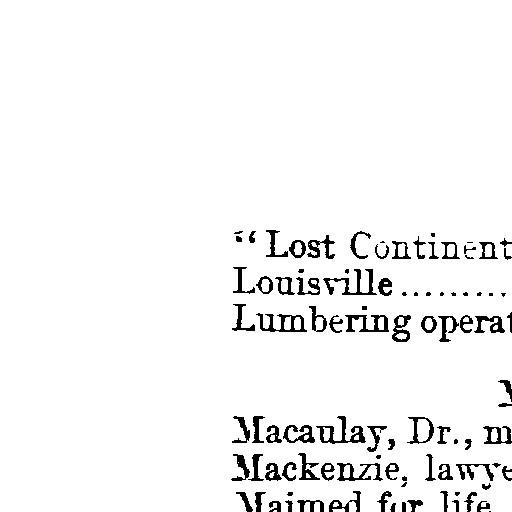 “ Lost Continent
Louisville.........
Lumbering operat
M
Macaulay, Dr., m
Mackenzie, lawye
Maimed for life